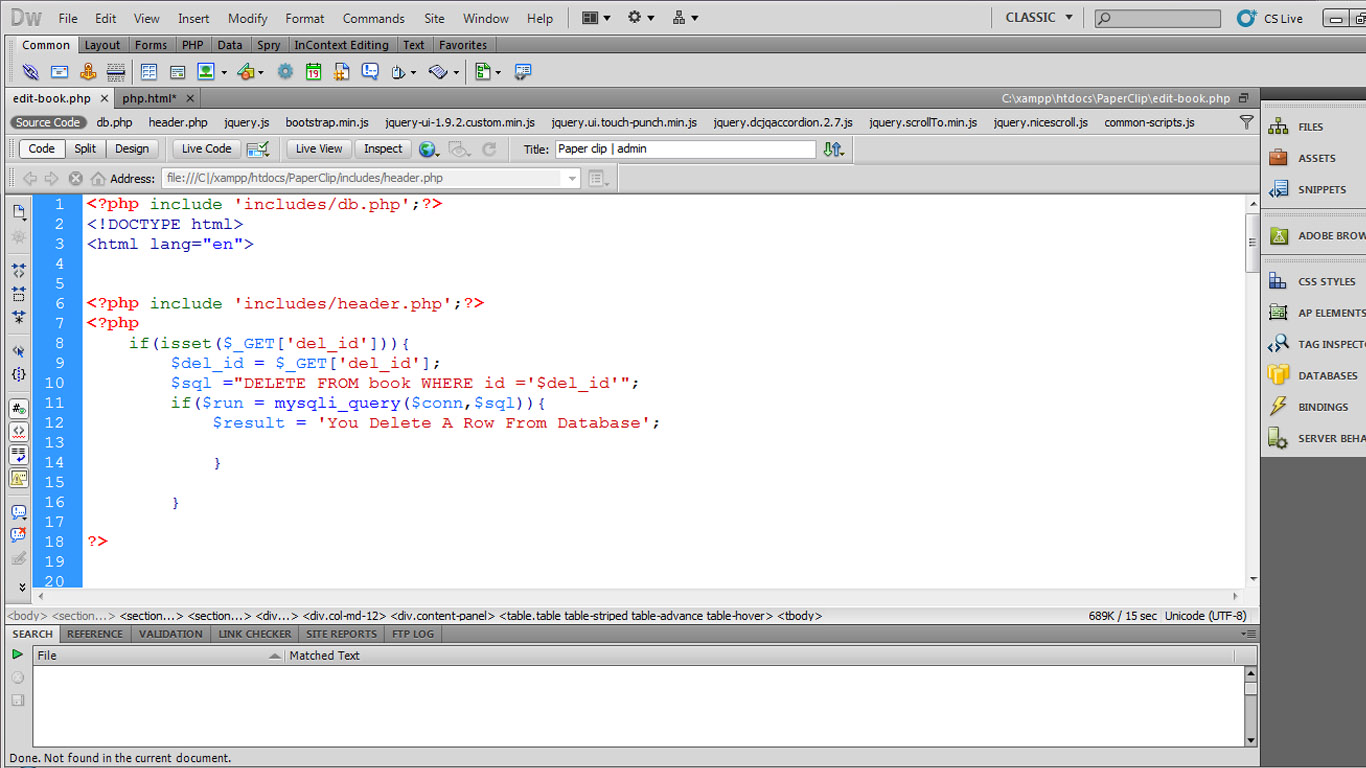 Dw File Edit View Insert Modify Format Commands Site Window Help CLASSIC CS Live
Common Layout Forms PHP Data Spry InContext Editing Text Favorites
19
edit-book.php php.html* C:\xampp\htdocs\PaperClip\edit-book.php
Source Code db.php header.php jquery.js bootstrap.min.js jquery-ui-1.9.2.custom.min.js jquery.ui.touch-punch.min.js jquery.dcjqaccordion.2.7.js jquery.scrollTo.min.js jquery.nicescroll.js common-scripts.js
Code Split Design Live Code Live View Inspect Title: Paper clip | admin
Address: file:///C|/xampp/htdocs/PaperClip/includes/header.php
1 <?php include 'includes/db.php';?>
2 <!DOCTYPE html>
3 <html lang="en">
4
5
6 <?php include 'includes/header.php';?>
7 <?php
8 if(isset($_GET['del_id'])){
9 $del_id = $_GET['del_id'];
10 $sql ="DELETE FROM book WHERE id ='$del_id'";
11 if($run = mysqli_query($conn,$sql)){
12 $result = 'You Delete A Row From Database';
13
14 }
15
16 }
17
18 ?>
19
20
<body> <section...> <section...> <section...> <div...> <div.col-md-12> <div.content-panel> <table.table table-striped table-advance table-hover> <tbody> 689K / 15 sec Unicode (UTF-8)
SEARCH REFERENCE VALIDATION LINK CHECKER SITE REPORTS FTP LOG
File Matched Text
Done. Not found in the current document.
FILES
ASSETS
SNIPPETS
ADOBE BROW
CSS STYLES
AP ELEMENTS
TAG INSPECT
DATABASES
BINDINGS
SERVER BEHA